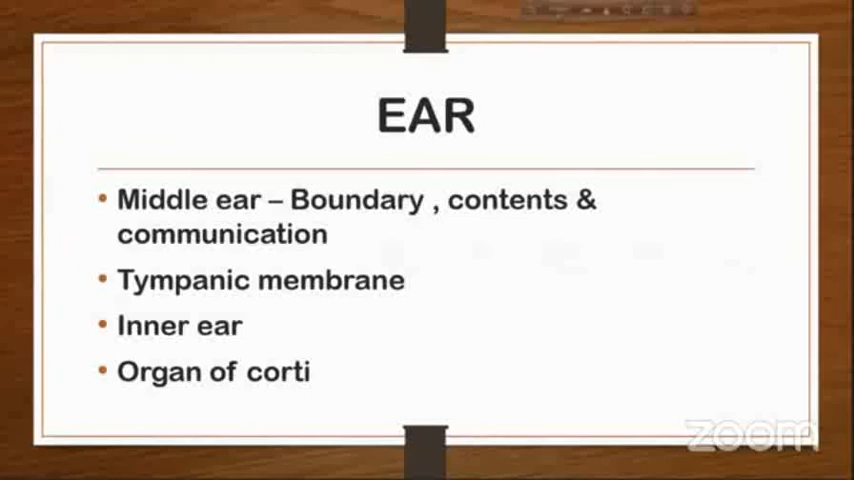 EAR
• Middle ear – Boundary , contents &
communication
• Tympanic membrane
• Inner ear
• Organ of corti
zoom